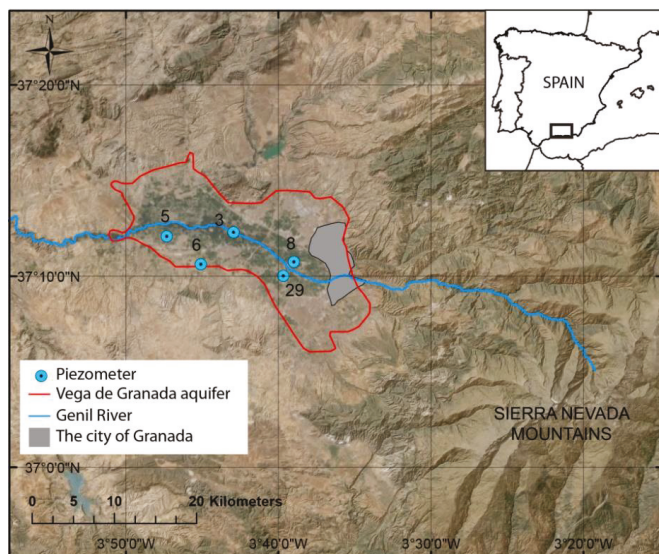 N
37°20'0"N
SPAIN
5
3
6
8
37°10'0"N
29
Piezometer
Vega de Granada aquifer
Genil River
The city of Granada
SIERRA NEVADA
MOUNTAINS
37°0'0"N
0 5 10 20 Kilometers
3°50'0"W 3°40'0"W 3°30'0"W 3°20'0"W